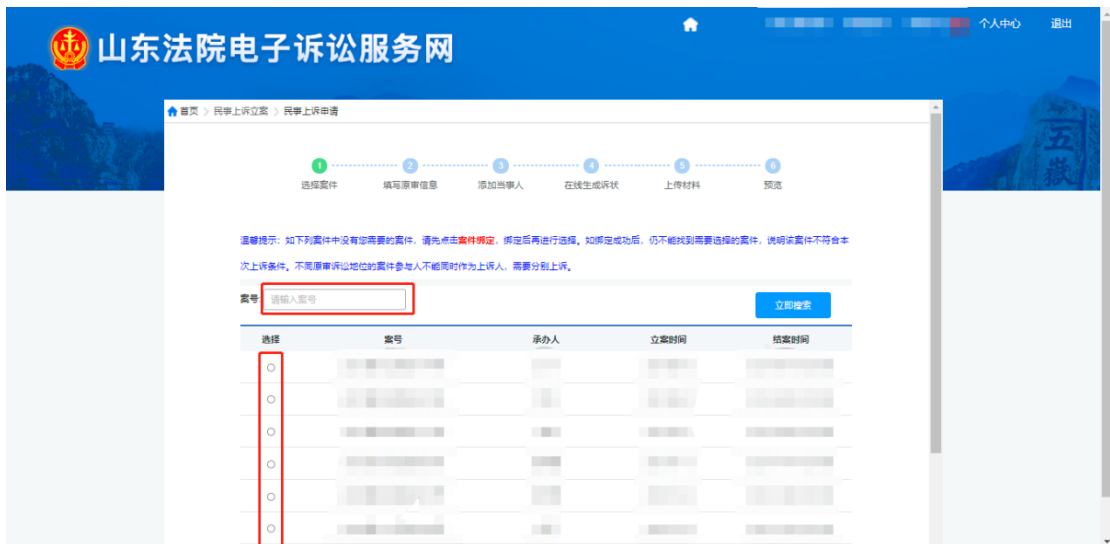 个人中心 退出
山东法院电子诉讼服务网
五嶽
首页 > 民事上诉立案 > 民事上诉申请
1 2 3 4 5 6
选择案件 填写原审信息 添加当事人 在线生成诉状 上传材料 预览
温馨提示：如下列案件中没有您需要的案件，请先点击案件绑定，绑定后再进行选择。如绑定成功后，仍不能找到需要选择的案件，说明该案件不符合本
次上诉条件。不同原审诉讼地位的案件参与人不能同时作为上诉人，需要分别上诉。
案号: 请输入案号 立即搜索
选择 案号 承办人 立案时间 结案时间